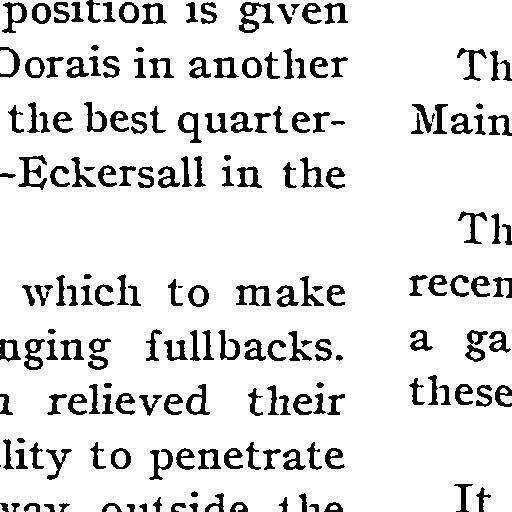 position is given
Dorais in another
the best quarter-
-Eckersall in the
which to make
nging fullbacks.
relieved their
lity to penetrate
way outside the
Th
Main
Th
recen
a ga
these
It